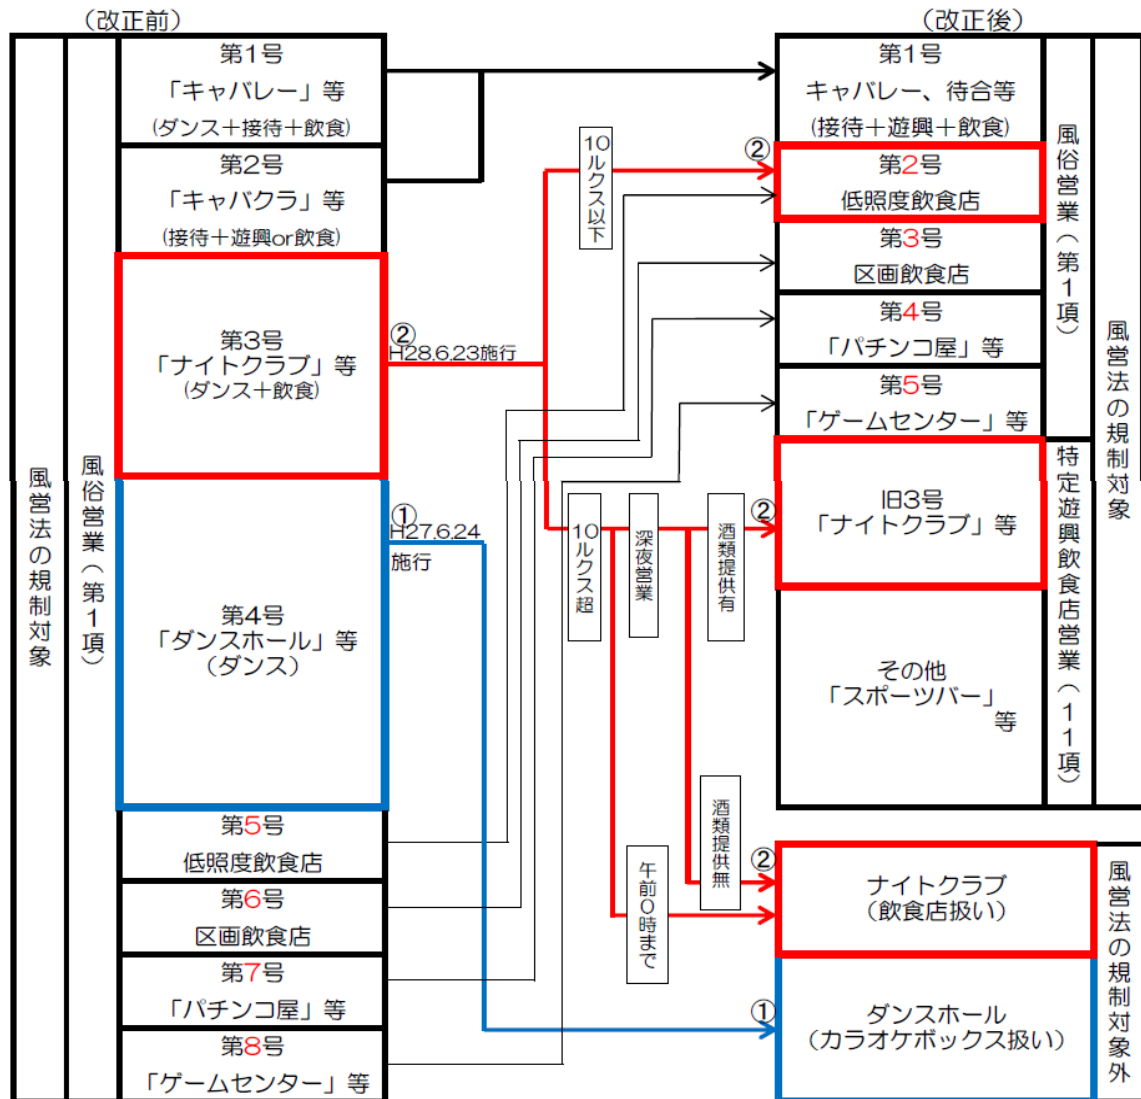 （改正前）
風営法の規制対象
風俗営業（第１項）
第１号
「キャバレー」等
(ダンス＋接待＋飲食)
第２号
「キャバクラ」等
(接待＋遊興or飲食)
第３号
「ナイトクラブ」等
(ダンス＋飲食)
第４号
「ダンスホール」等
（ダンス）
第５号
低照度飲食店
第６号
区画飲食店
第７号
「パチンコ屋」等
第８号
「ゲームセンター」等
②
H28.6.23施行
①
H27.6.24
施行
10ルクス以下
10ルクス超
深夜営業
酒類提供有
酒類提供無
午前０時まで
（改正後）
②
第１号
キャバレー、待合等
(接待＋遊興＋飲食)
第２号
低照度飲食店
第３号
区画飲食店
第４号
「パチンコ屋」等
第５号
「ゲームセンター」等
風俗営業（第１項）
②
旧３号
「ナイトクラブ」等
その他
「スポーツバー」
等
特定遊興飲食店営業（１１項）
風営法の規制対象
②
ナイトクラブ
（飲食店扱い）
①
ダンスホール
（カラオケボックス扱い）
風営法の規制対象外